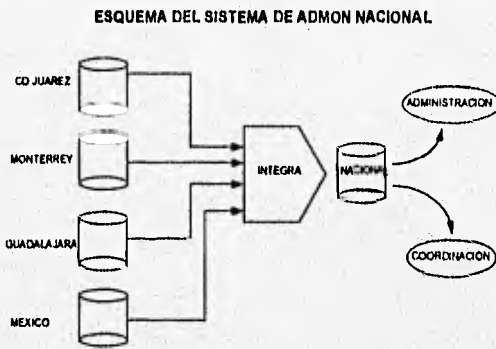 ESQUEMA DEL SISTEMA DE ADMON NACIONAL
CD JUAREZ
ADMINISTRACION
MONTERREY
INTEGRA
NACIONAL
GUADALAJARA
COORDINACION
MEXICO